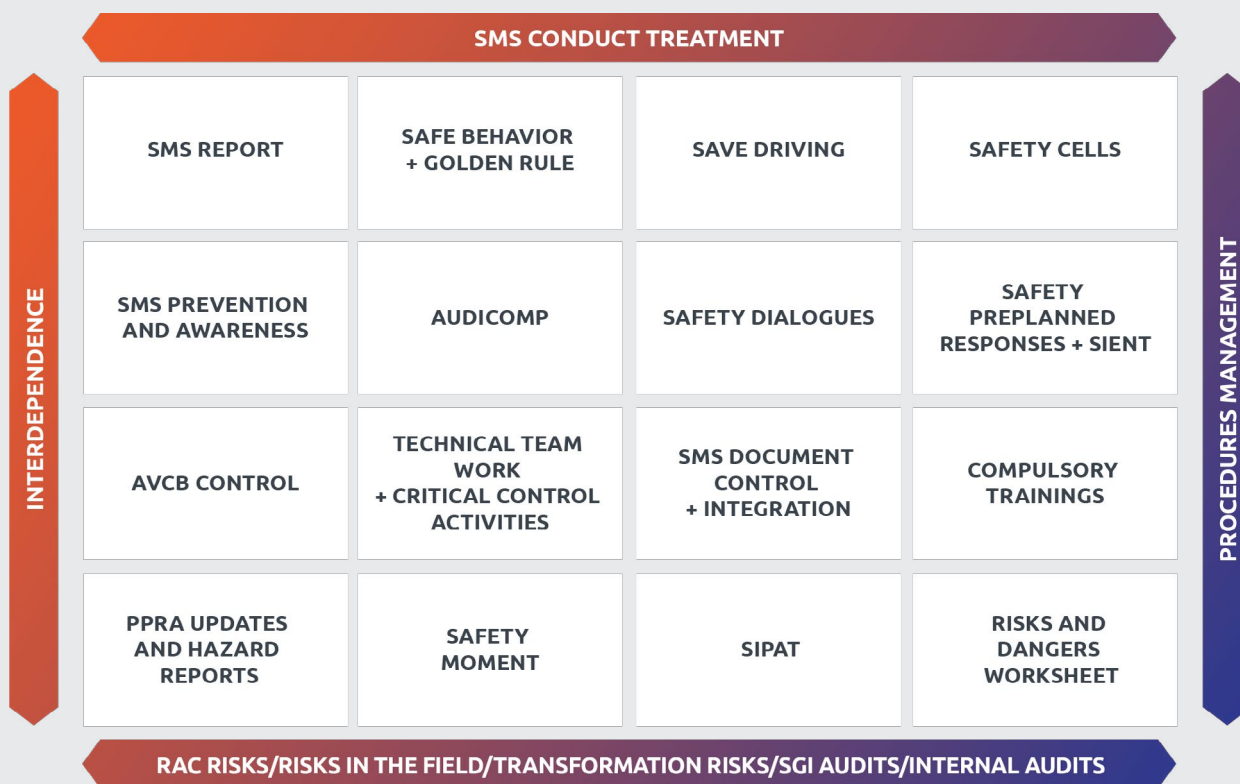 SMS CONDUCT TREATMENT
INTERDEPENDENCE
SMS REPORT
SAFE BEHAVIOR
+ GOLDEN RULE
SAVE DRIVING
SAFETY CELLS
SMS PREVENTION
AND AWARENESS
AUDICOMP
SAFETY DIALOGUES
SAFETY
PREPLANNED
RESPONSES + SIENT
AVCB CONTROL
TECHNICAL TEAM
WORK
+ CRITICAL CONTROL
ACTIVITIES
SMS DOCUMENT
CONTROL
+ INTEGRATION
COMPULSORY
TRAININGS
PPRA UPDATES
AND HAZARD
REPORTS
SAFETY
MOMENT
SIPAT
RISKS AND
DANGERS
WORKSHEET
PROCEDURES MANAGEMENT
RAC RISKS/RISKS IN THE FIELD/TRANSFORMATION RISKS/SGI AUDITS/INTERNAL AUDITS